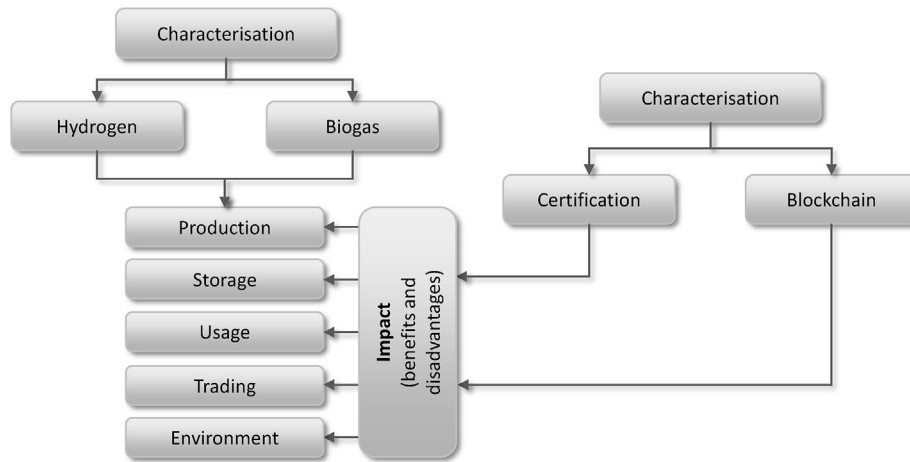 Characterisation
Hydrogen
Biogas
Characterisation
Certification
Blockchain
Production
Storage
Usage
Trading
Environment
Impact
(benefits and
disadvantages)